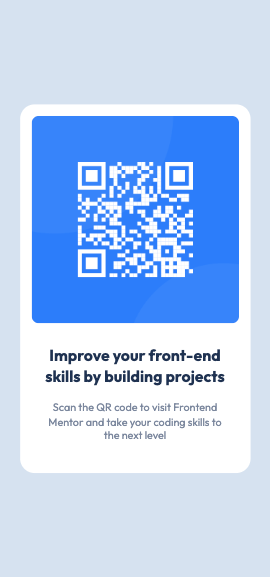 Improve your front-end
skills by building projects
Scan the QR code to visit Frontend
Mentor and take your coding skills to
the next level